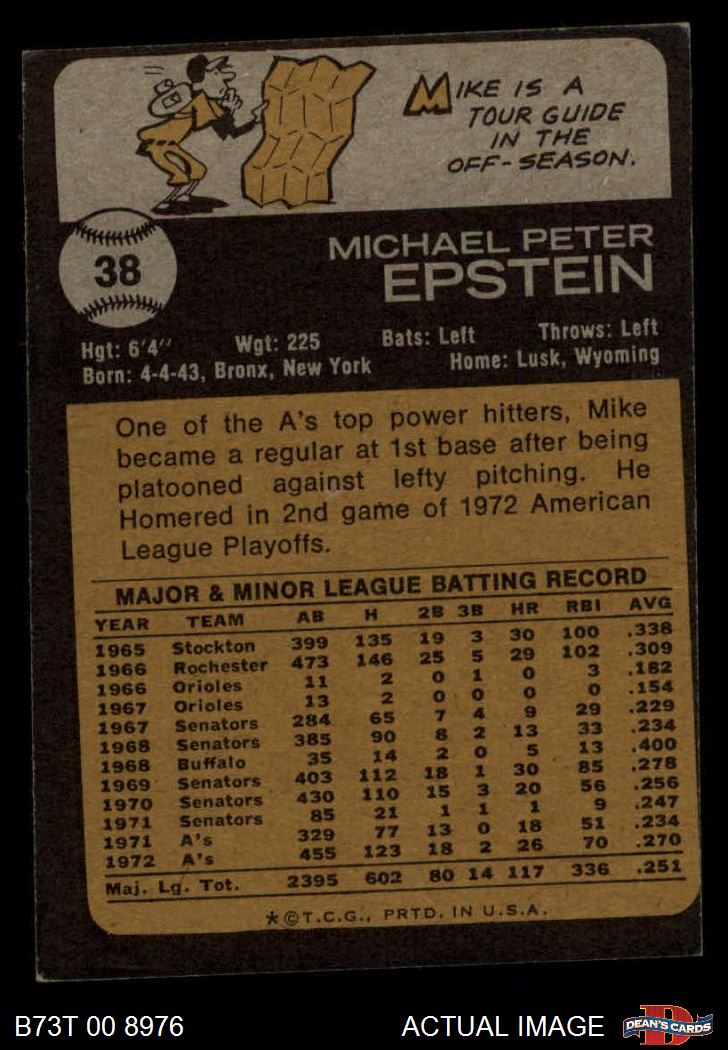 MIKE IS A
TOUR GUIDE
IN THE
OFF-SEASON.
38
MICHAEL PETER
EPSTEIN
Hgt: 6'4" Wgt: 225 Bats: Left Throws: Left
Born: 4-4-43, Bronx, New York Home: Lusk, Wyoming
One of the A's top power hitters, Mike
became a regular at 1st base after being
platooned against lefty pitching. He
Homered in 2nd game of 1972 American
League Playoffs.
MAJOR & MINOR LEAGUE BATTING RECORD
YEAR TEAM AB H 2B 3B HR RBI AVG
1965 Stockton 399 135 19 3 30 100 .338
1966 Rochester 473 146 25 5 29 102 .309
1966 Orioles 11 2 0 1 0 3 .182
1967 Orioles 13 2 0 0 0 0 .154
1967 Senators 284 65 7 4 9 29 .229
1968 Senators 385 90 8 2 13 33 .234
1968 Buffalo 35 14 2 0 5 13 .400
1969 Senators 403 112 18 1 30 85 .278
1970 Senators 430 110 15 3 20 56 .256
1971 Senators 85 21 1 1 1 9 .247
1971 A's 329 77 13 0 18 51 .234
1972 A's 455 123 18 2 26 70 .270
Maj. Lg. Tot. 2395 602 80 14 117 336 .251
*©T.C.G., PRTD. IN U.S.A.
B73T 00 8976 ACTUAL IMAGE D DEAN'S CARDS